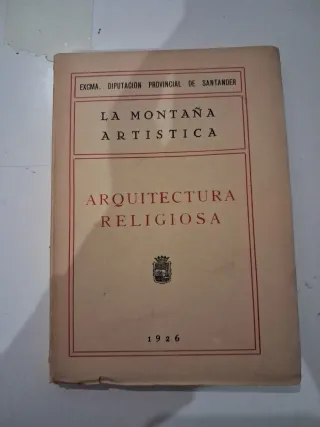 EXCMA. DIPUTACION PROVINCIAL DE SANTANDER
LA MONTAÑA
ARTISTICA
ARQUITECTURA
RELIGIOSA
1926